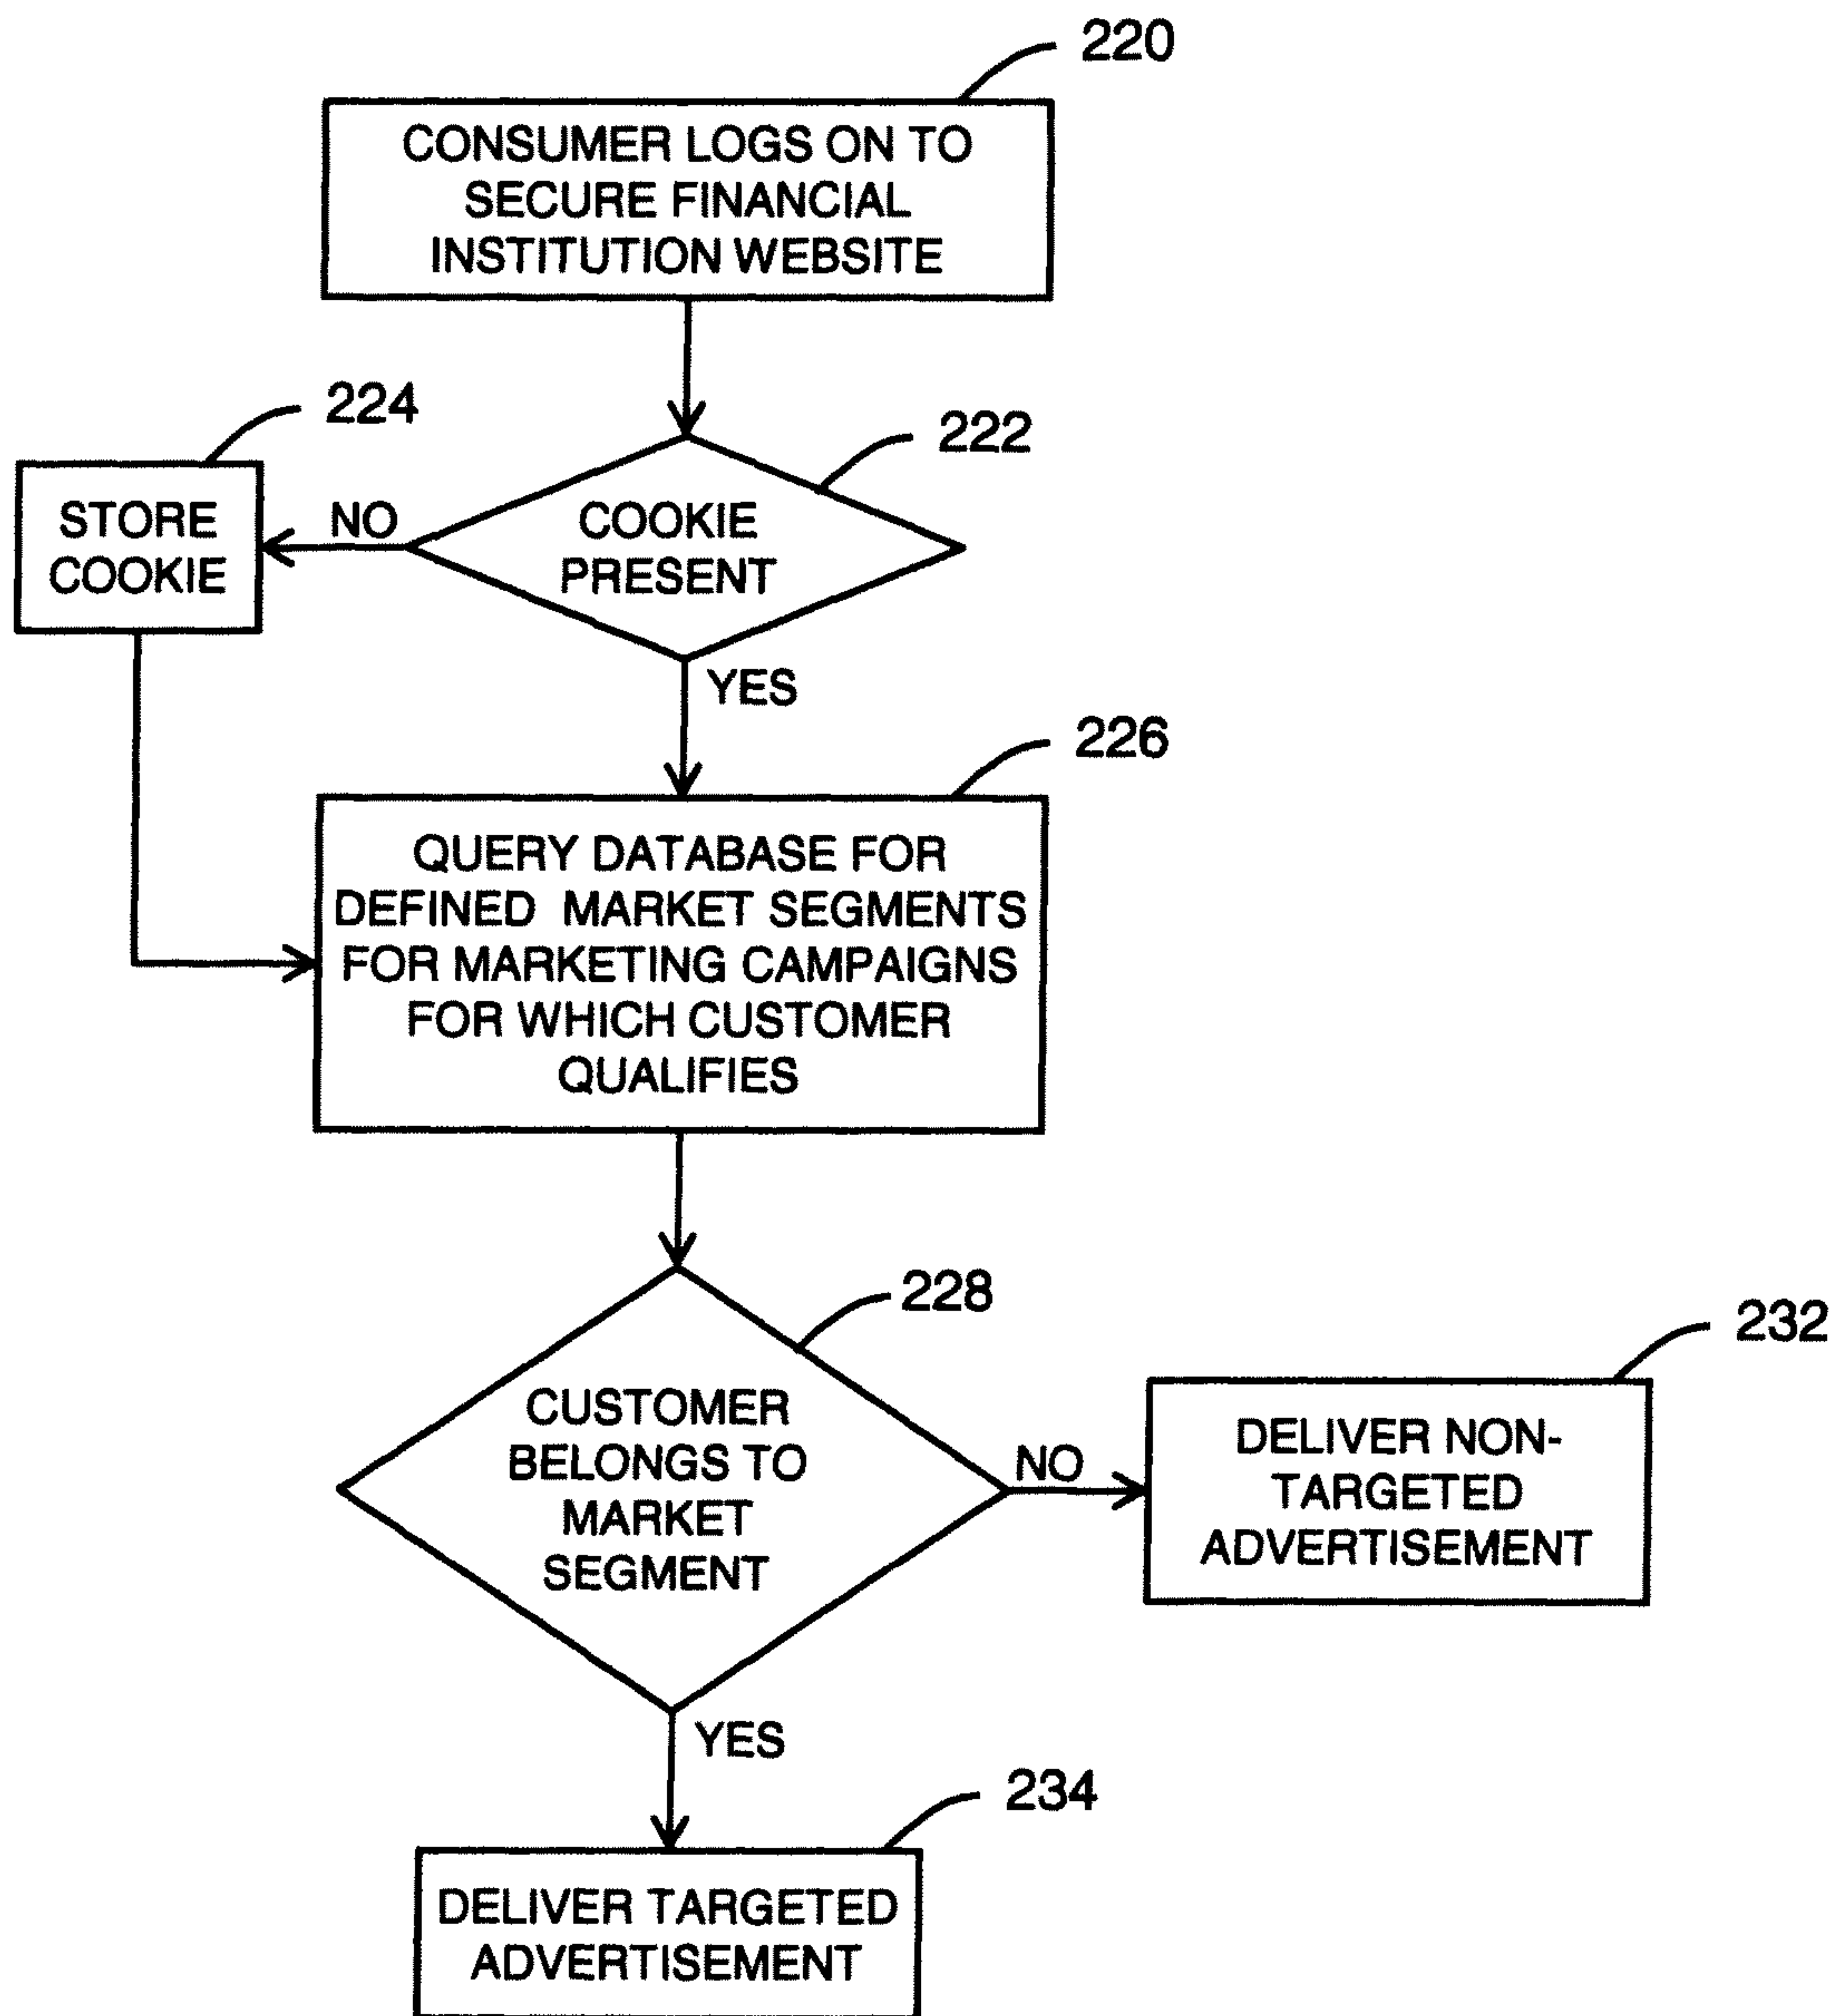 220
CONSUMER LOGS ON TO
SECURE FINANCIAL
INSTITUTION WEBSITE
224
222
STORE
COOKIE
NO
COOKIE
PRESENT
YES
226
QUERY DATABASE FOR
DEFINED MARKET SEGMENTS
FOR MARKETING CAMPAIGNS
FOR WHICH CUSTOMER
QUALIFIES
228
232
CUSTOMER
BELONGS TO
MARKET
SEGMENT
NO
DELIVER NON-
TARGETED
ADVERTISEMENT
YES
234
DELIVER TARGETED
ADVERTISEMENT